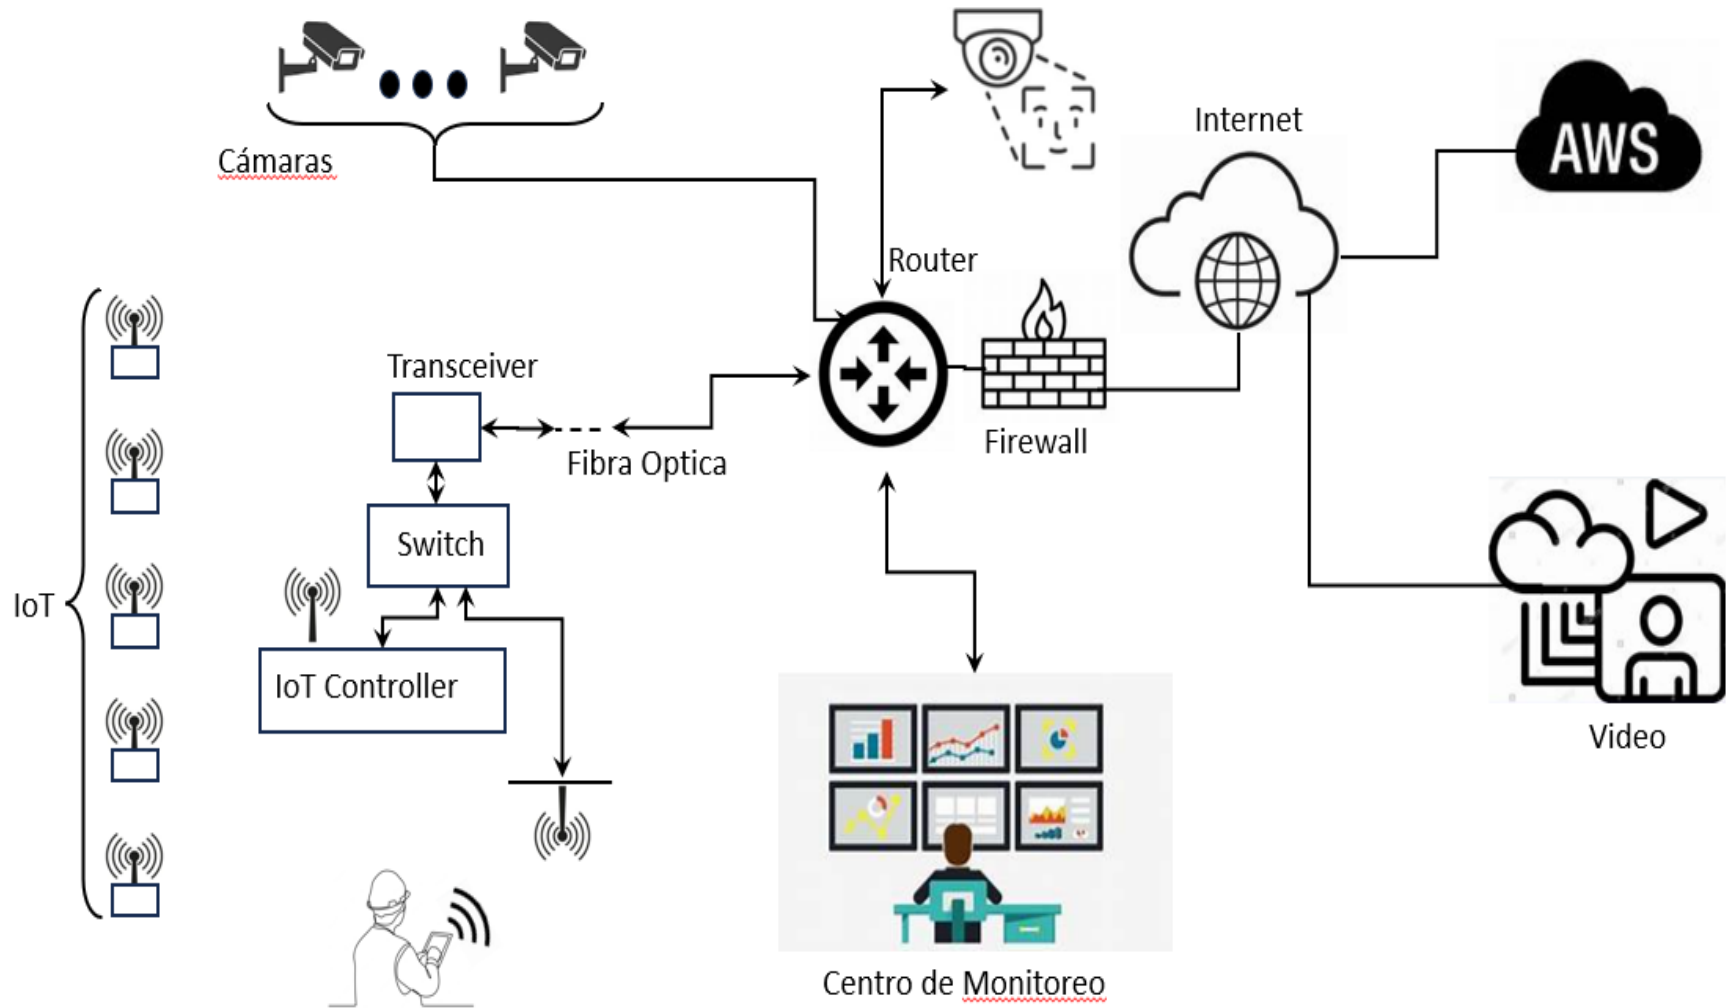 Cámaras
Internet
AWS
Router
Transceiver
Fibra Optica
Firewall
Switch
IoT
IoT Controller
Video
Centro de Monitoreo